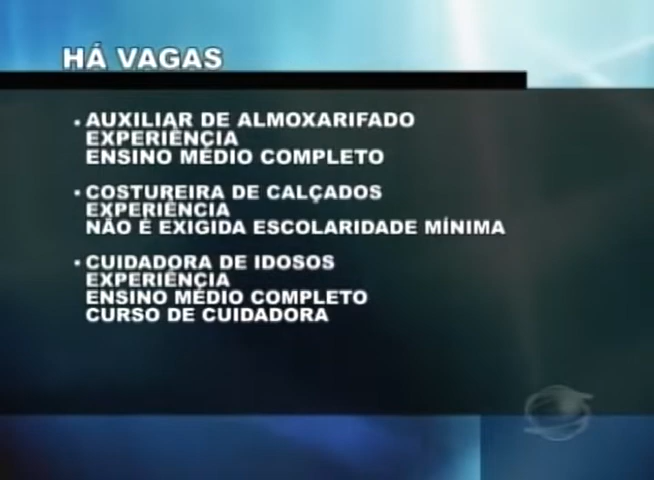 HÁ VAGAS
• AUXILIAR DE ALMOXARIFADO
EXPERIÊNCIA
ENSINO MÉDIO COMPLETO
• COSTUREIRA DE CALÇADOS
EXPERIÊNCIA
NÃO É EXIGIDA ESCOLARIDADE MÍNIMA
• CUIDADORA DE IDOSOS
EXPERIÊNCIA
ENSINO MÉDIO COMPLETO
CURSO DE CUIDADORA